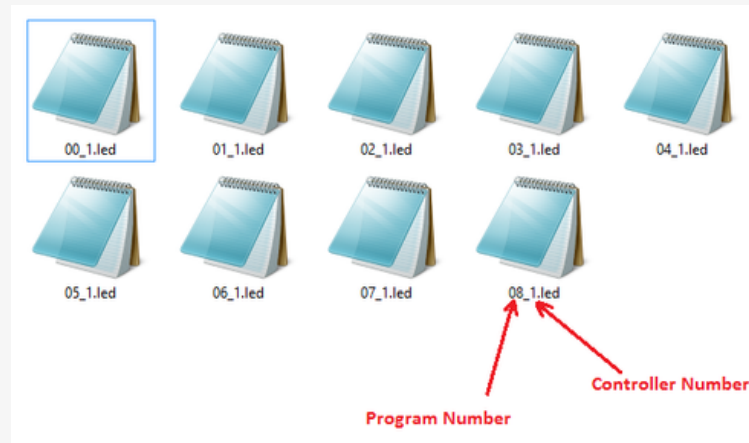 00_1.led 01_1.led 02_1.led 03_1.led 04_1.led
05_1.led 06_1.led 07_1.led 08_1.led
Controller Number
Program Number